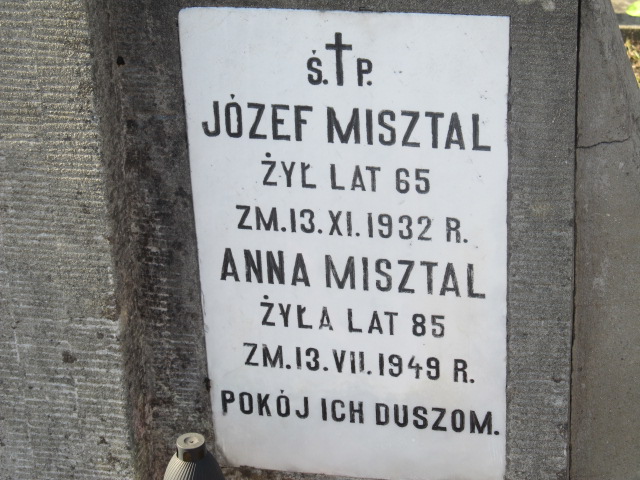 Ś.†P.
JÓZEF MISZTAL
ŻYŁ LAT 65
ZM.13.XI.1932 R.
ANNA MISZTAL
ŻYŁA LAT 85
ZM.13.VII.1949 R.
POKÓJ ICH DUSZOM.